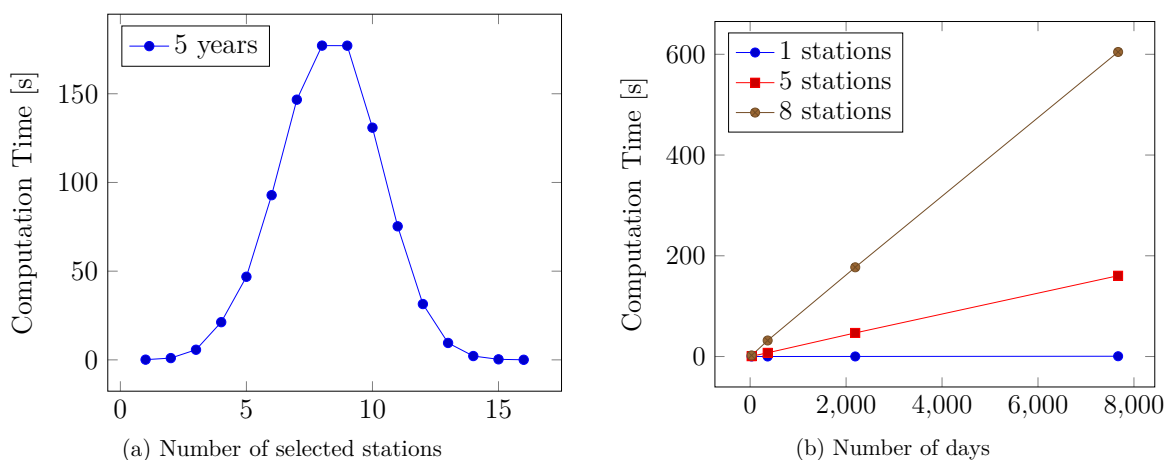 5 years
Computation Time [s]
150
100
50
0
0
5
10
15
(a) Number of selected stations
1 stations
5 stations
8 stations
Computation Time [s]
600
400
200
0
0
2,000
4,000
6,000
8,000
(b) Number of days